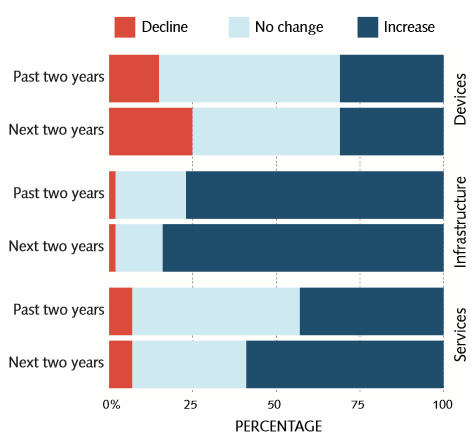 Decline No change Increase
Past two years
Next two years
Devices
Past two years
Next two years
Infrastructure
Past two years
Next two years
Services
0% 25 50 75 100
PERCENTAGE